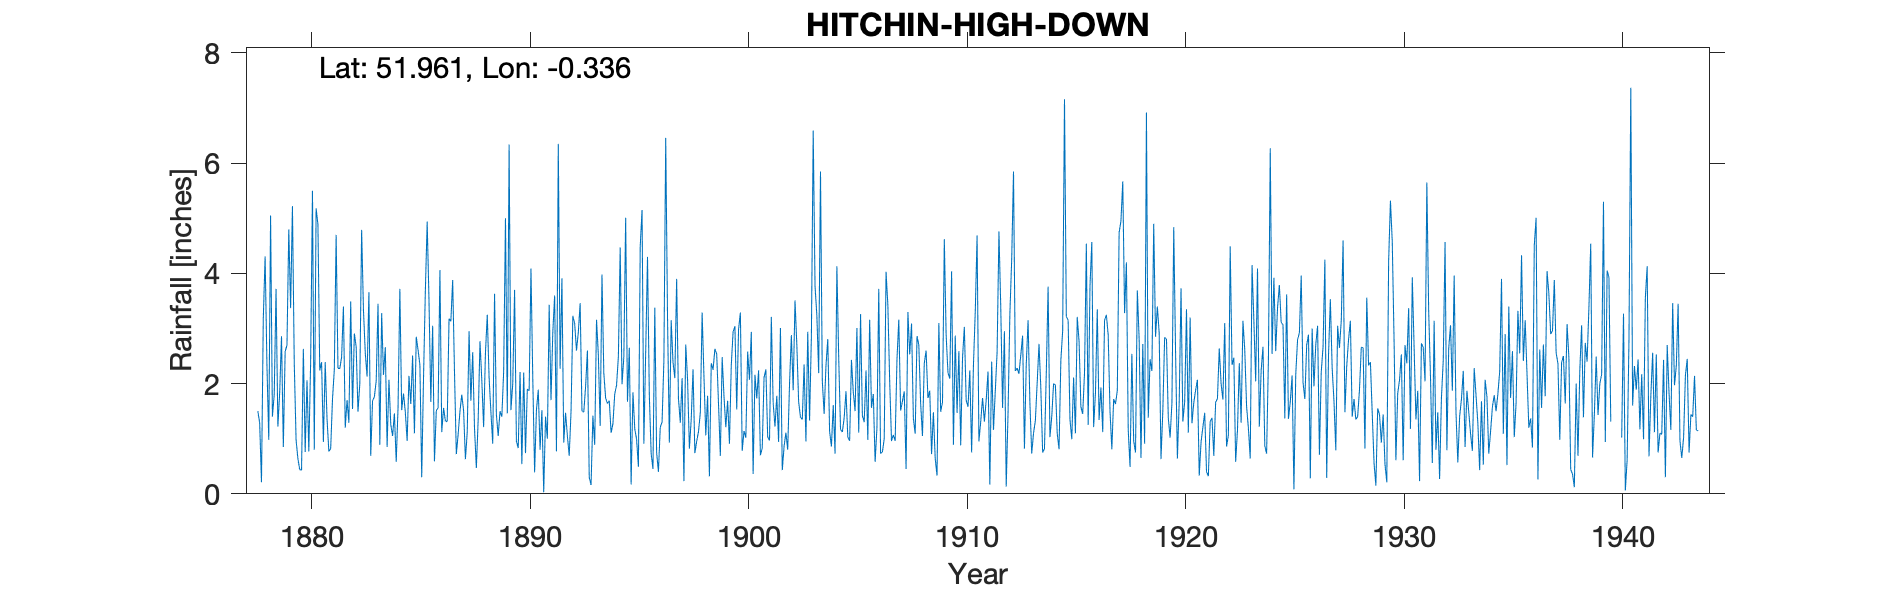 HITCHIN-HIGH-DOWN
Lat: 51.961, Lon: -0.336
8
6
4
2
0
Rainfall [inches]
1880 1890 1900 1910 1920 1930 1940
Year